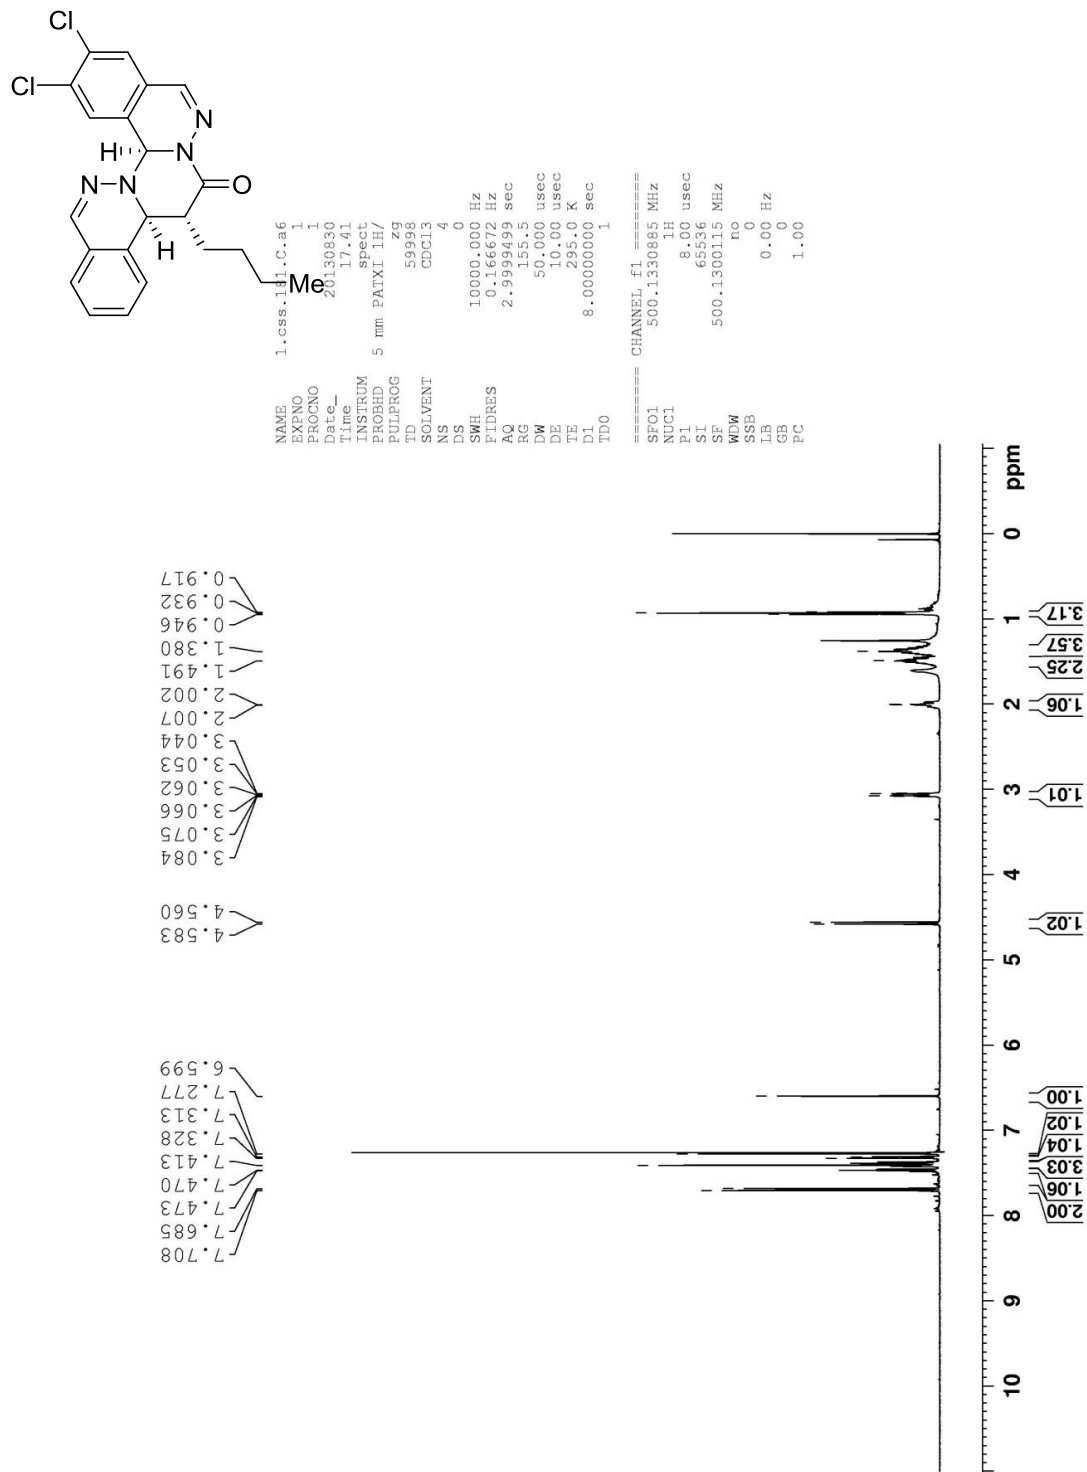 Cl
Cl
N
H
N
N
N
O
H
Me
NAME 1.css.181.C.a6
EXPNO 1
PROCNO 1
Date_ 20130830
Time 17.41
INSTRUM spect
PROBHD 5 mm PATXI 1H/
PULPROG zg
TD 59998
SOLVENT CDCl3
NS 4
DS 0
SWH 10000.000 Hz
FIDRES 0.166672 Hz
AQ 2.9999499 sec
RG 155.5
DW 50.000 usec
DE 10.00 usec
TE 295.0 K
D1 8.00000000 sec
TD0 1
======== CHANNEL f1 ========
SFO1 500.1330885 MHz
NUC1 1H
P1 8.00 usec
SI 65536
SF 500.1300115 MHz
WDW no
SSB 0
LB 0.00 Hz
GB 0
PC 1.00
0.917
0.932
0.946
1.380
1.491
2.002
2.007
3.044
3.053
3.062
3.066
3.075
3.084
4.560
4.583
6.599
7.277
7.313
7.328
7.413
7.470
7.473
7.685
7.708
ppm
0
1
2
3
4
5
6
7
8
9
10
3.17
3.57
2.25
1.06
1.01
1.02
1.00
1.02
1.04
3.03
1.06
2.00